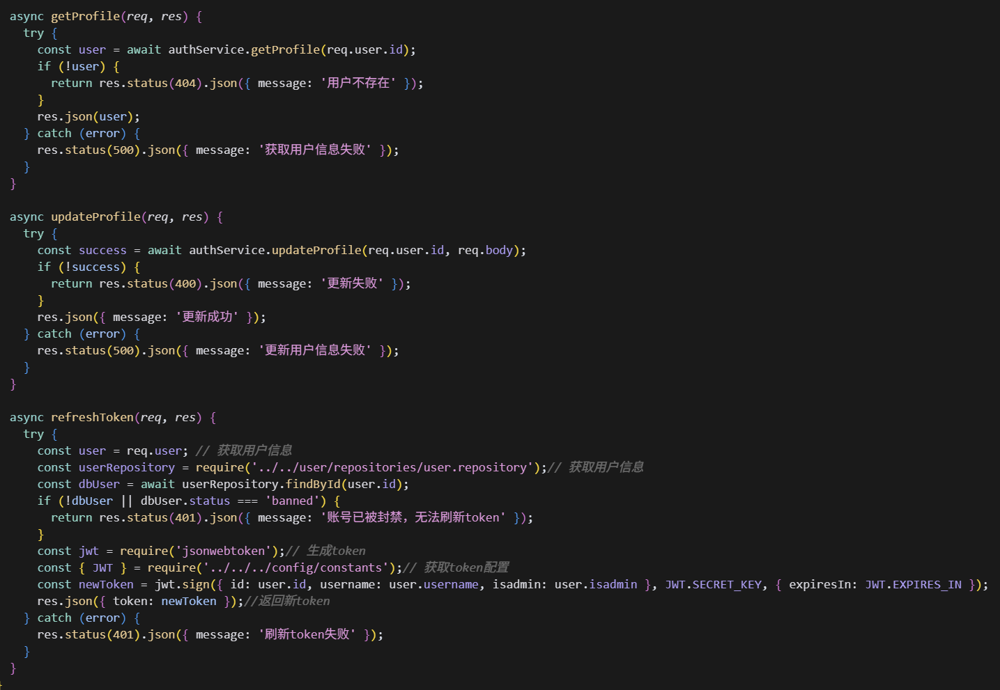 async getProfile(req, res) {
  try {
    const user = await authService.getProfile(req.user.id);
    if (!user) {
      return res.status(404).json({ message: '用户不存在' });
    }
    res.json(user);
  } catch (error) {
    res.status(500).json({ message: '获取用户信息失败' });
  }
}

async updateProfile(req, res) {
  try {
    const success = await authService.updateProfile(req.user.id, req.body);
    if (!success) {
      return res.status(400).json({ message: '更新失败' });
    }
    res.json({ message: '更新成功' });
  } catch (error) {
    res.status(500).json({ message: '更新用户信息失败' });
  }
}

async refreshToken(req, res) {
  try {
    const user = req.user; // 获取用户信息
    const userRepository = require('../../user/repositories/user.repository');// 获取用户信息
    const dbUser = await userRepository.findById(user.id);
    if (!dbUser || dbUser.status === 'banned') {
      return res.status(401).json({ message: '账号已被封禁，无法刷新token' });
    }
    const jwt = require('jsonwebtoken');// 生成token
    const { JWT } = require('../../../config/constants');// 获取token配置
    const newToken = jwt.sign({ id: user.id, username: user.username, isadmin: user.isadmin }, JWT.SECRET_KEY, { expiresIn: JWT.EXPIRES_IN });
    res.json({ token: newToken });//返回新token
  } catch (error) {
    res.status(401).json({ message: '刷新token失败' });
  }
}